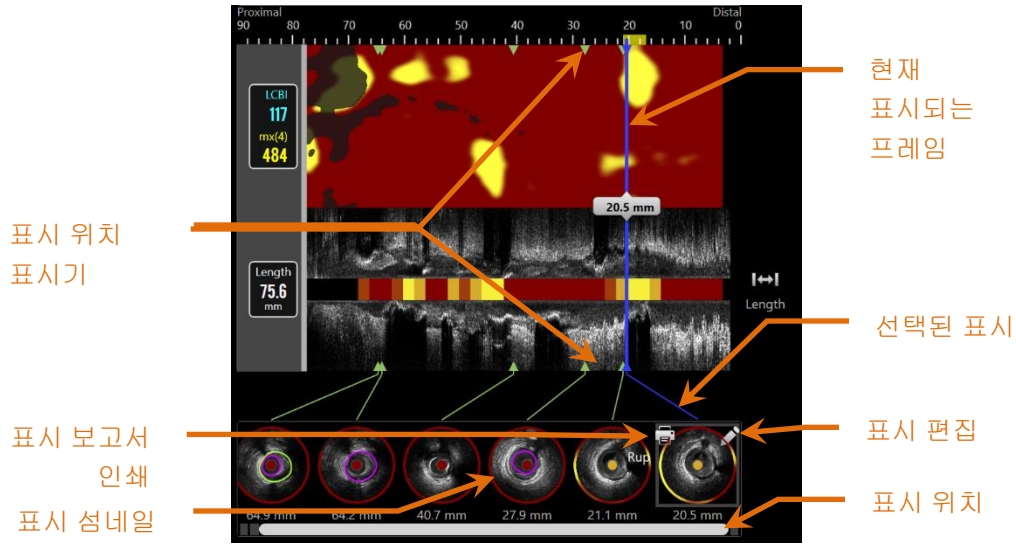 Proximal
Distal
90 80 70 60 50 40 30 20 10 0
LCBI
117
mx(4)
484
현재
표시되는
프레임
20.5 mm
표시 위치
표시기
Length
75.6
mm
Length
선택된 표시
표시 보고서
인쇄
표시 편집
Rup
표시 섬네일
표시 위치
64.9 mm 64.2 mm 40.7 mm 27.9 mm 21.1 mm 20.5 mm